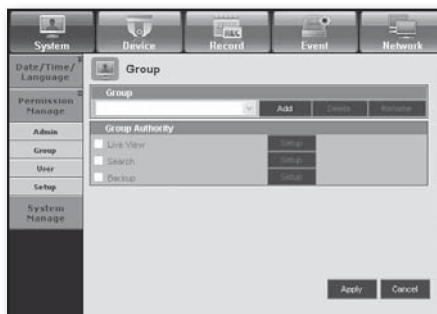 System Device Record Event Network
REC
Date/Time/
Language
Permission
Manage
Admin
Group
User
Setup
System
Manage
Group
Group
Add Delete Rename
Group Authority
Live View Setup
Search Setup
Backup Setup
Apply Cancel